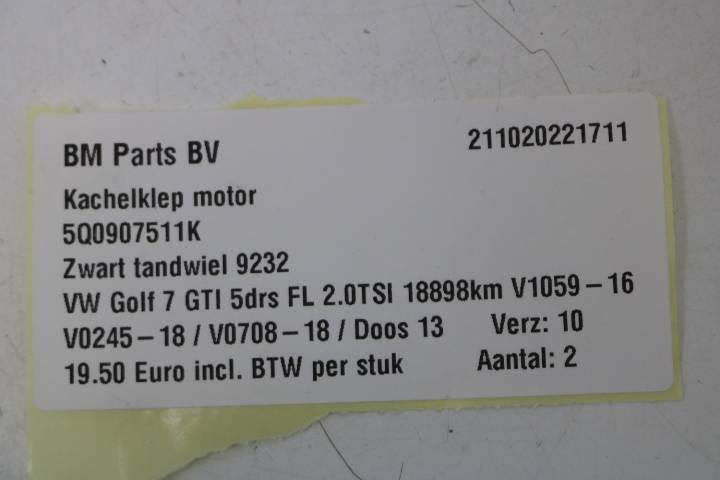 BM Parts BV 211020221711
Kachelklep motor
5Q0907511K
Zwart tandwiel 9232
VW Golf 7 GTI 5drs FL 2.0TSI 18898km V1059-16
V0245-18 / V0708-18 / Doos 13 Verz: 10
19.50 Euro incl. BTW per stuk Aantal: 2